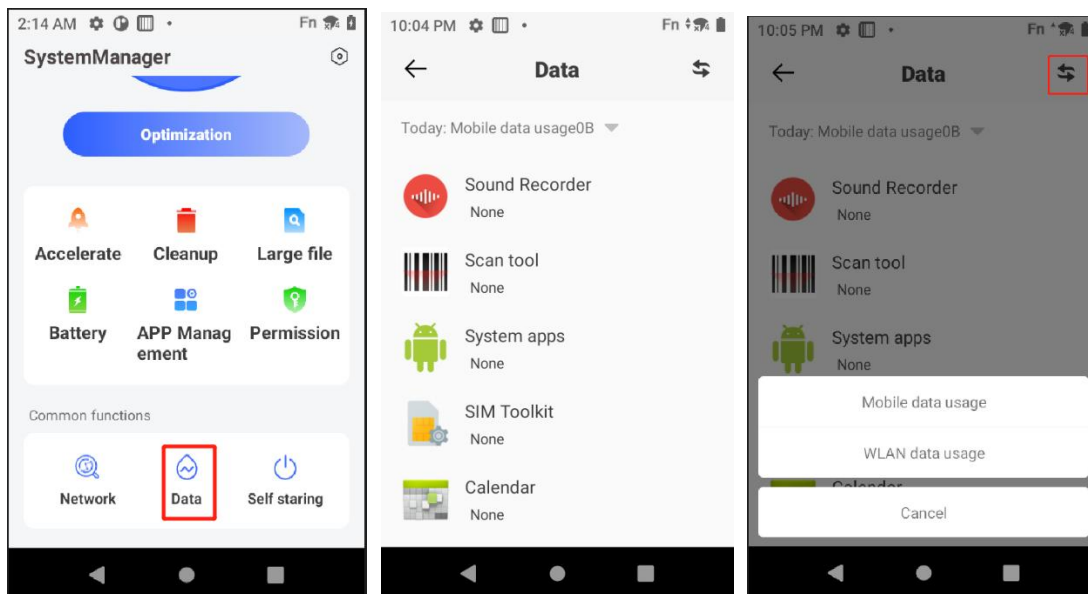 2:14 AM
Fn
SystemManager
Optimization
Accelerate
Cleanup
Large file
Battery
APP Manag
ement
Permission
Common functions
Network
Data
Self staring
10:04 PM
Fn
Data
Today: Mobile data usage0B
Sound Recorder
None
Scan tool
None
System apps
None
SIM Toolkit
None
Calendar
None
10:05 PM
Fn
Data
Today: Mobile data usage0B
Sound Recorder
None
Scan tool
None
System apps
None
Mobile data usage
WLAN data usage
Calendar
Cancel